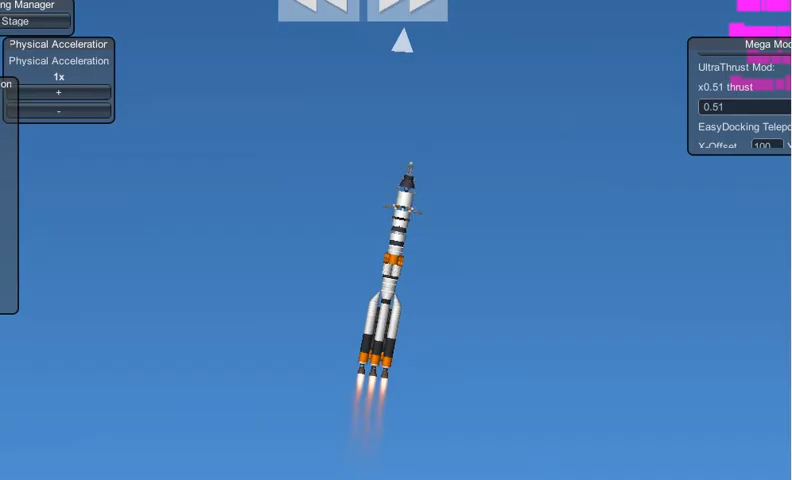 ng Manager
Stage
Physical Acceleration
Physical Acceleration
1x
+
-
on
Mega Mod
UltraThrust Mod:
x0.51 thrust
0.51
EasyDocking Telepo
X-Offset 100 Y